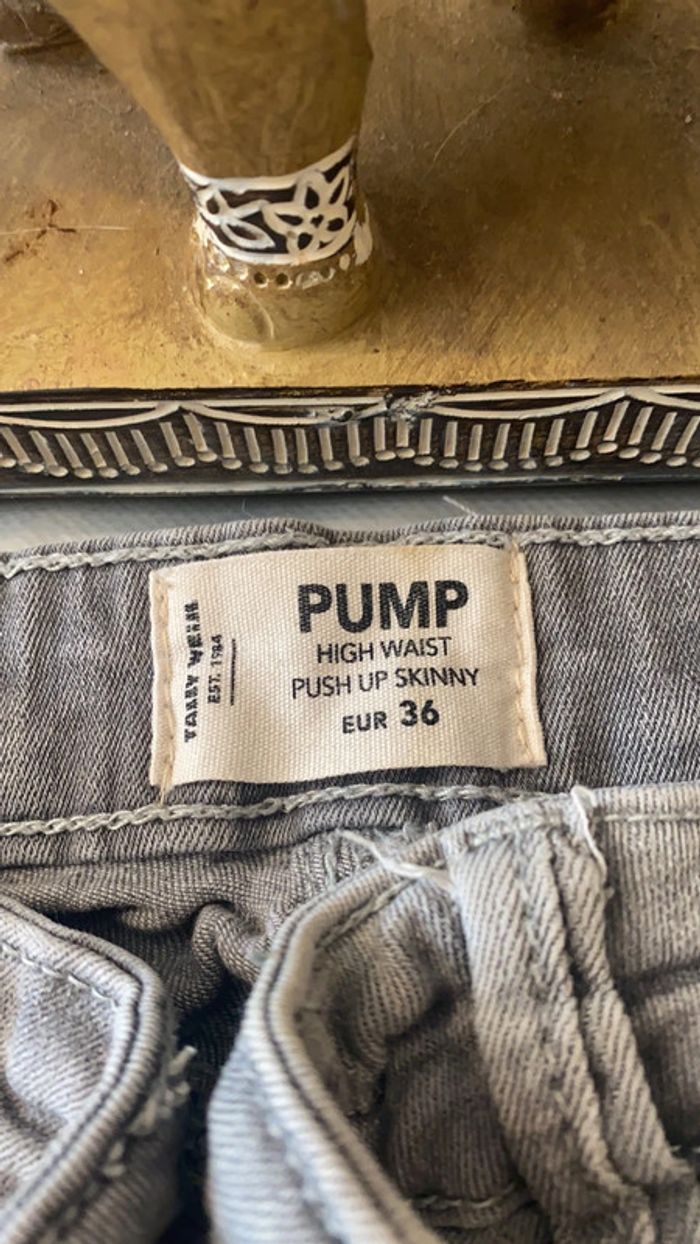 PUMP
HIGH WAIST
PUSH UP SKINNY
EUR 36
TALLY WEiJL
EST. 1984